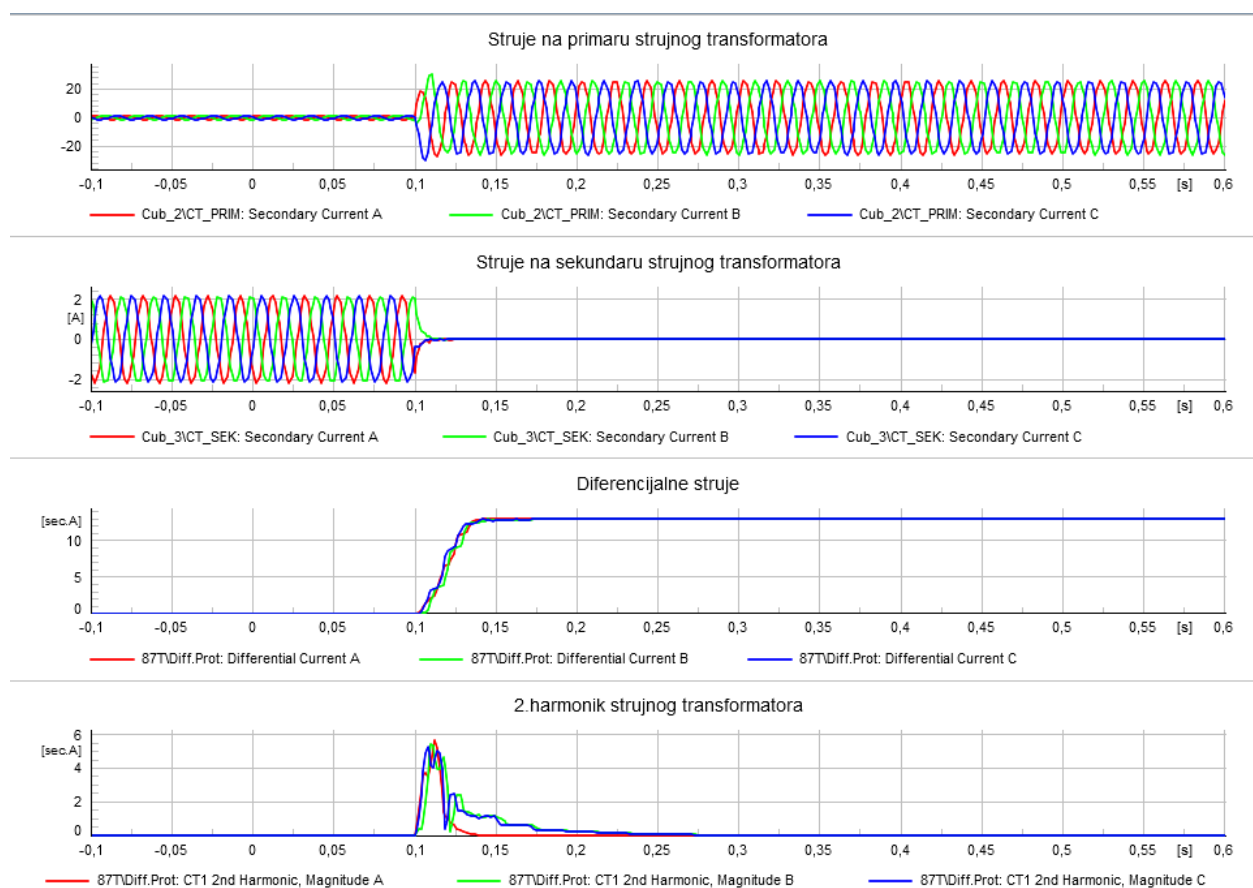 Struje na primaru strujnog transformatora
20
0
-20
-0,1 -0,05 0 0,05 0,1 0,15 0,2 0,25 0,3 0,35 0,4 0,45 0,5 0,55 [s] 0,6
Cub_2\CT_PRIM: Secondary Current A Cub_2\CT_PRIM: Secondary Current B Cub_2\CT_PRIM: Secondary Current C
Struje na sekundaru strujnog transformatora
2
[A]
0
-2
-0,1 -0,05 0 0,05 0,1 0,15 0,2 0,25 0,3 0,35 0,4 0,45 0,5 0,55 [s] 0,6
Cub_3\CT_SEK: Secondary Current A Cub_3\CT_SEK: Secondary Current B Cub_3\CT_SEK: Secondary Current C
Diferencijalne struje
[sec.A]
10
5
0
-0,1 -0,05 0 0,05 0,1 0,15 0,2 0,25 0,3 0,35 0,4 0,45 0,5 0,55 [s] 0,6
87T\Diff.Prot: Differential Current A 87T\Diff.Prot: Differential Current B 87T\Diff.Prot: Differential Current C
2.harmonik strujnog transformatora
6
[sec.A]
4
2
0
-0,1 -0,05 0 0,05 0,1 0,15 0,2 0,25 0,3 0,35 0,4 0,45 0,5 0,55 [s] 0,6
87T\Diff.Prot: CT1 2nd Harmonic, Magnitude A 87T\Diff.Prot: CT1 2nd Harmonic, Magnitude B 87T\Diff.Prot: CT1 2nd Harmonic, Magnitude C